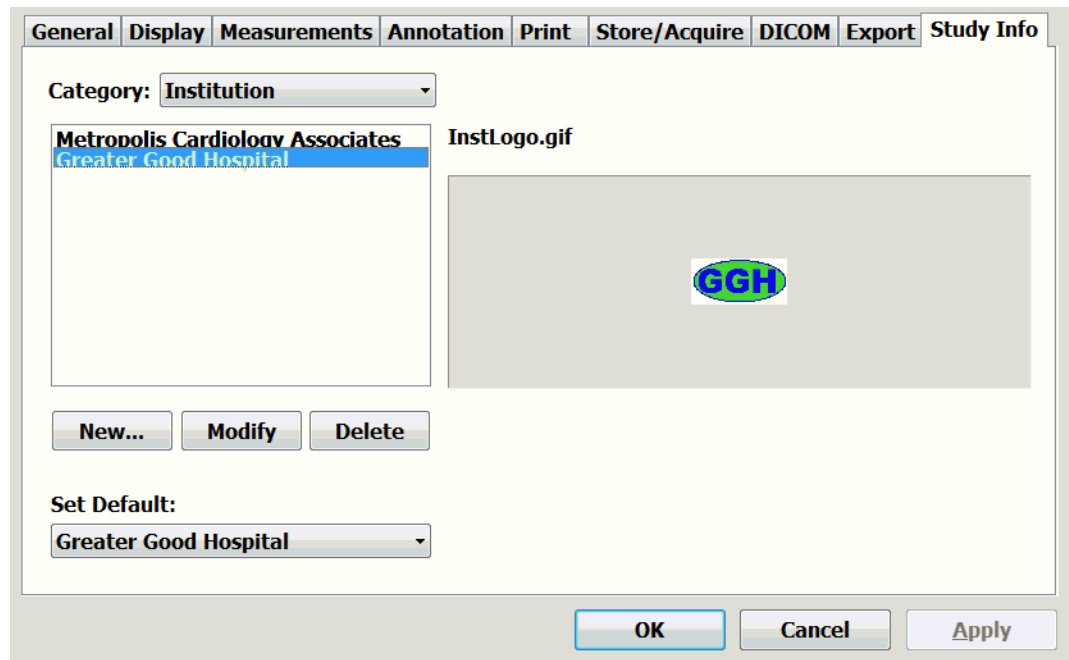 General Display Measurements Annotation Print Store/Acquire DICOM Export Study Info
Category: Institution
Metropolis Cardiology Associates
Greater Good Hospital
InstLogo.gif
GGH
New... Modify Delete
Set Default:
Greater Good Hospital
OK Cancel Apply